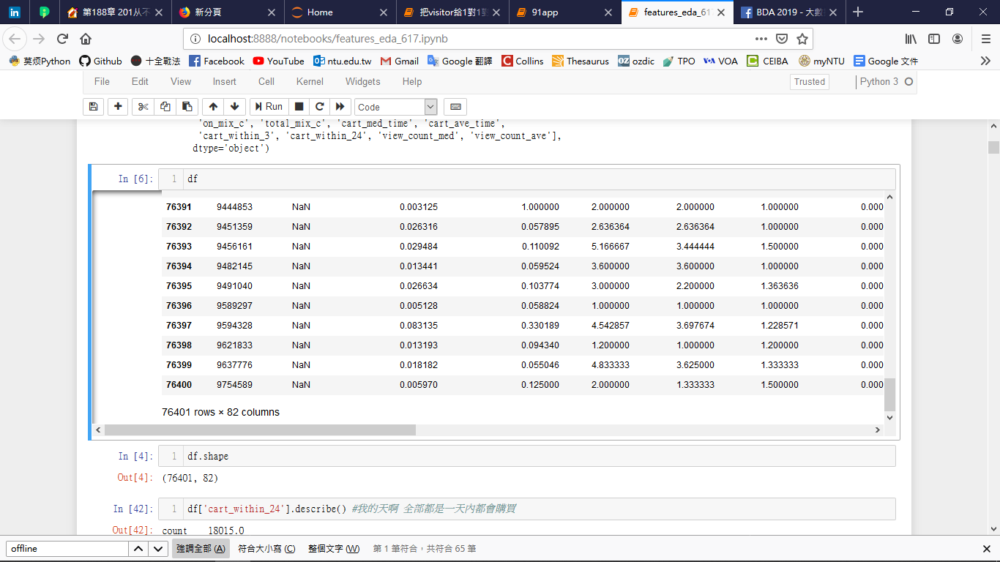 第188章 201从不
新分頁
Home
把visitor給1對1對
91app
features_eda_617
BDA 2019 - 大數
localhost:8888/notebooks/features_eda_617.ipynb
莫烦Python Github 十全戰法 Facebook YouTube ntu.edu.tw Gmail Google 翻譯 Collins Thesaurus ozdic TPO VOA CEIBA myNTU Google 文件
File Edit View Insert Cell Kernel Widgets Help Trusted Python 3
Run Code
'on_mix_c', 'total_mix_c', 'cart_med_time', 'cart_ave_time',
'cart_within_3', 'cart_within_24', 'view_count_med', 'view_count_ave'],
dtype='object')
In [6]: 1 df
76391 9444853 NaN 0.003125 1.000000 2.000000 2.000000 1.000000 0.000
76392 9451359 NaN 0.026316 0.057895 2.636364 2.636364 1.000000 0.000
76393 9456161 NaN 0.029484 0.110092 5.166667 3.444444 1.500000 0.000
76394 9482145 NaN 0.013441 0.059524 3.600000 3.600000 1.000000 0.000
76395 9491040 NaN 0.026634 0.103774 3.000000 2.200000 1.363636 0.000
76396 9589297 NaN 0.005128 0.058824 1.000000 1.000000 1.000000 0.000
76397 9594328 NaN 0.083135 0.330189 4.542857 3.697674 1.228571 0.000
76398 9621833 NaN 0.013193 0.094340 1.200000 1.000000 1.200000 0.000
76399 9637776 NaN 0.018182 0.055046 4.833333 3.625000 1.333333 0.000
76400 9754589 NaN 0.005970 0.125000 2.000000 1.333333 1.500000 0.000
76401 rows × 82 columns
In [4]: 1 df.shape
Out[4]: (76401, 82)
In [42]: 1 df['cart_within_24'].describe() #我的天啊 全部都是一天內都會購買
Out[42]: count 18015.0
offline 強調全部 (A) 符合大小寫 (C) 整個文字 (W) 第 1 筆符合，共符合 65 筆